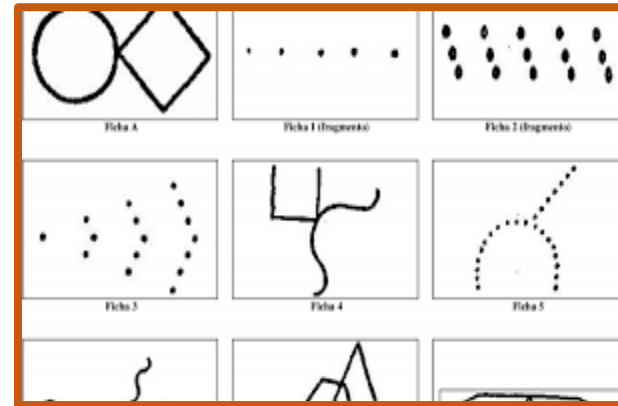 Ficha A
Ficha 1 (fragmento)
Ficha 2 (fragmento)
Ficha 3
Ficha 4
Ficha 5